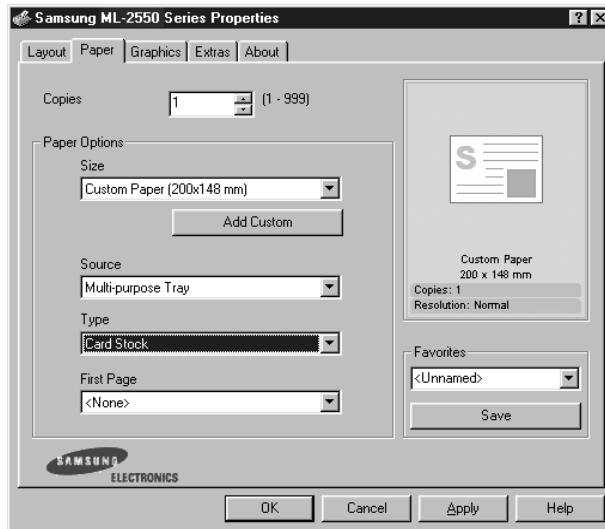 Samsung ML-2550 Series Properties
Layout Paper Graphics Extras About
Copies 1 (1 - 999)
Paper Options
Size
Custom Paper (200x148 mm)
Add Custom
Source
Multi-purpose Tray
Type
Card Stock
First Page
<None>
S
Custom Paper
200 x 148 mm
Copies: 1
Resolution: Normal
Favorites
<Unnamed>
Save
SAMSUNG
ELECTRONICS
OK Cancel Apply Help